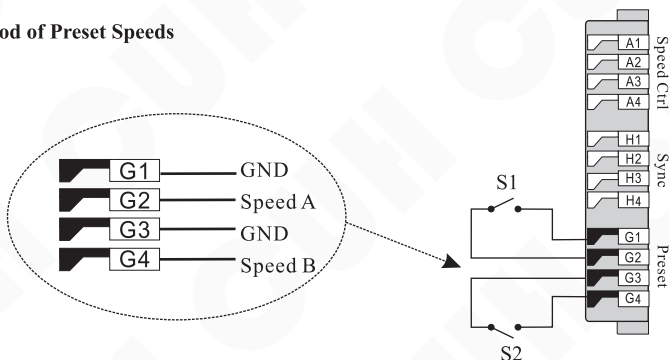 od of Preset Speeds
G1 GND
G2 Speed A
G3 GND
G4 Speed B
S1
S2
A1
A2
A3
A4
Speed Ctrl
H1
H2
H3
H4
Sync
G1
G2
G3
G4
Preset